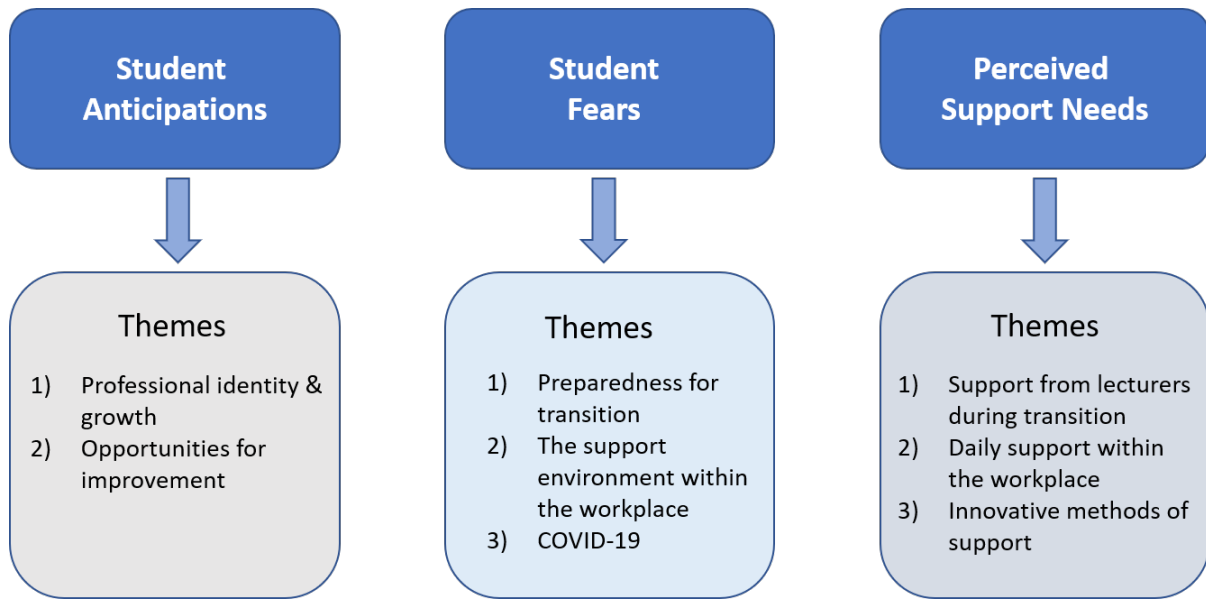 Student
Anticipations
Themes
1) Professional identity &
growth
2) Opportunities for
improvement
Student
Fears
Themes
1) Preparedness for
transition
2) The support
environment within
the workplace
3) COVID-19
Perceived
Support Needs
Themes
1) Support from lecturers
during transition
2) Daily support within
the workplace
3) Innovative methods of
support